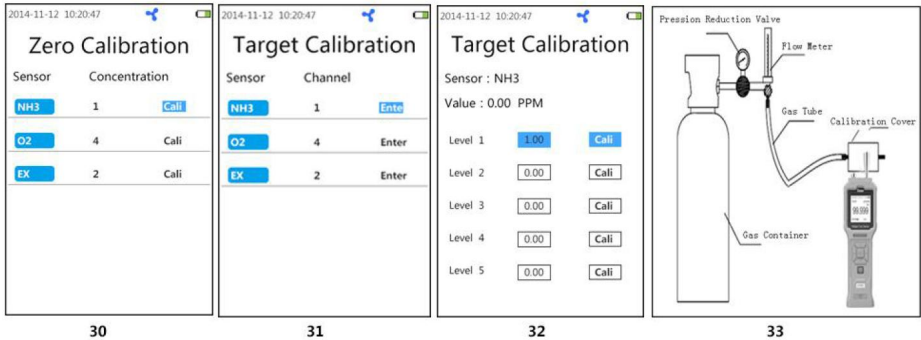 2014-11-12 10:20:47
Zero Calibration
Sensor Concentration
NH3 1 Cali
O2 4 Cali
EX 2 Cali
30
2014-11-12 10:20:47
Target Calibration
Sensor Channel
NH3 1 Ente
O2 4 Enter
EX 2 Enter
31
2014-11-12 10:20:47
Target Calibration
Sensor : NH3
Value : 0.00 PPM
Level 1 1.00 Cali
Level 2 0.00 Cali
Level 3 0.00 Cali
Level 4 0.00 Cali
Level 5 0.00 Cali
32
Pression Reduction Valve
Flow Meter
Gas Tube
Calibration Cover
99.999
Gas Container
33